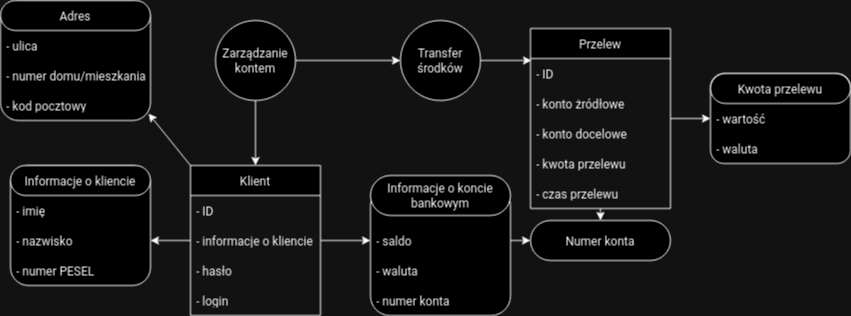 Adres
- ulica
- numer domu/mieszkania
- kod pocztowy
Zarządzanie
kontem
Transfer
środków
Przelew
- ID
- konto źródłowe
- konto docelowe
- kwota przelewu
- czas przelewu
Kwota przelewu
- wartość
- waluta
Informacje o kliencie
- imię
- nazwisko
- numer PESEL
Klient
- ID
- informacje o kliencie
- hasło
- login
Informacje o koncie
bankowym
- saldo
- waluta
- numer konta
Numer konta